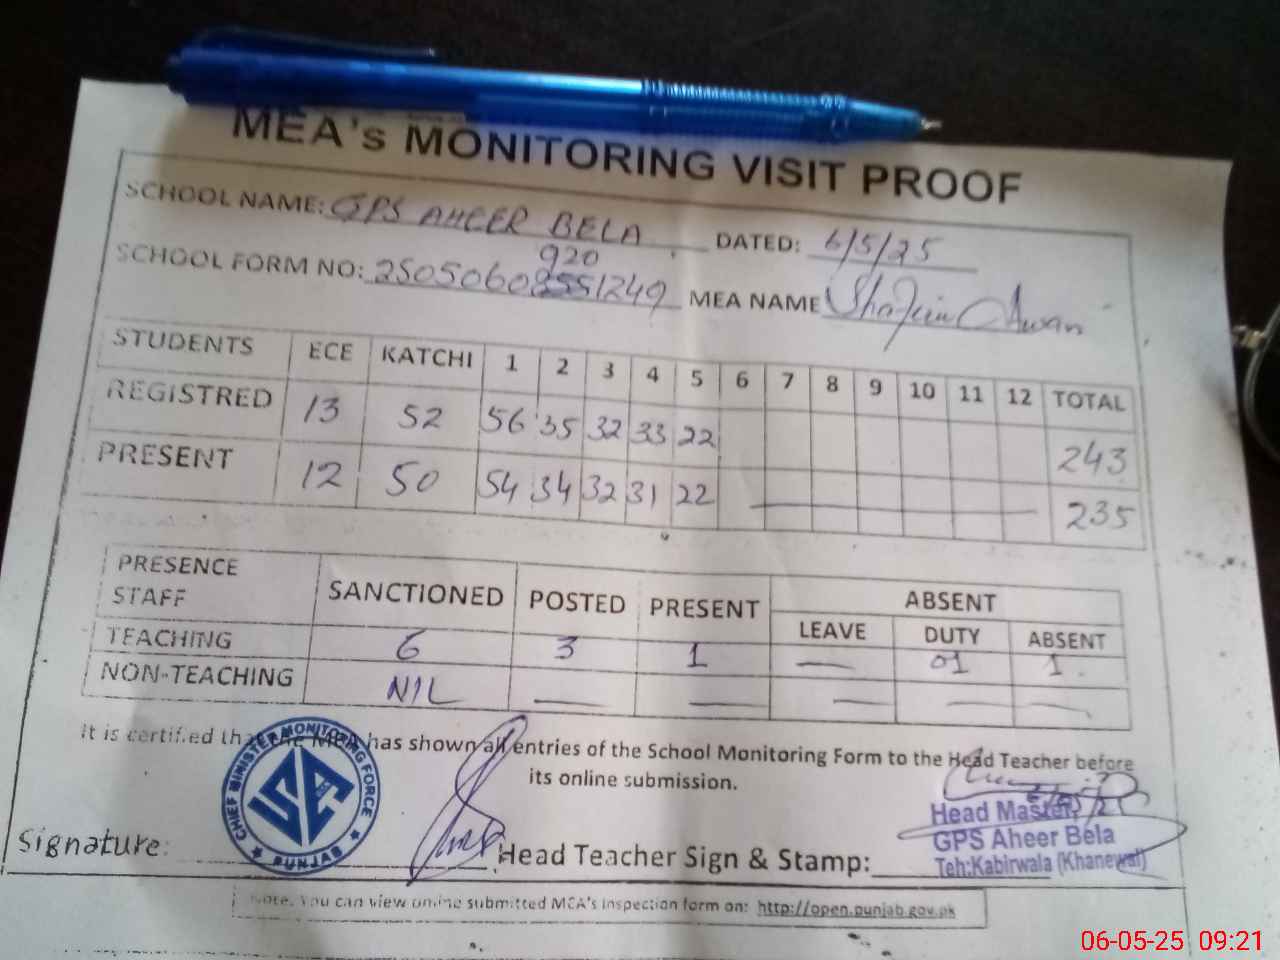 MEA's MONITORING VISIT PROOF
SCHOOL NAME: GPS AHEER BELA DATED: 6/5/25
920
SCHOOL FORM NO: 25050608551249 MEA NAME Awan
STUDENTS ECE KATCHI 1 2 3 4 5 6 7 8 9 10 11 12 TOTAL
REGISTRED 13 52 56 35 32 33 22 243
PRESENT 12 50 54 34 32 31 22 — 235
PRESENCE STAFF SANCTIONED POSTED PRESENT ABSENT
LEAVE DUTY ABSENT
TEACHING 6 3 1 — 01 1
NON-TEACHING NIL — — — — —
It is certified that the MEA has shown all entries of the School Monitoring Form to the Head Teacher before
its online submission.
CHIEF MINISTER MONITORING FORCE
PUNJAB
Head Master
GPS Aheer Bela
Teh:Kabirwala (Khanewal)
Signature: Head Teacher Sign & Stamp:
Note. You can view online submitted MEA's inspection form on: http://open.punjab.gov.pk
06-05-25 09:21